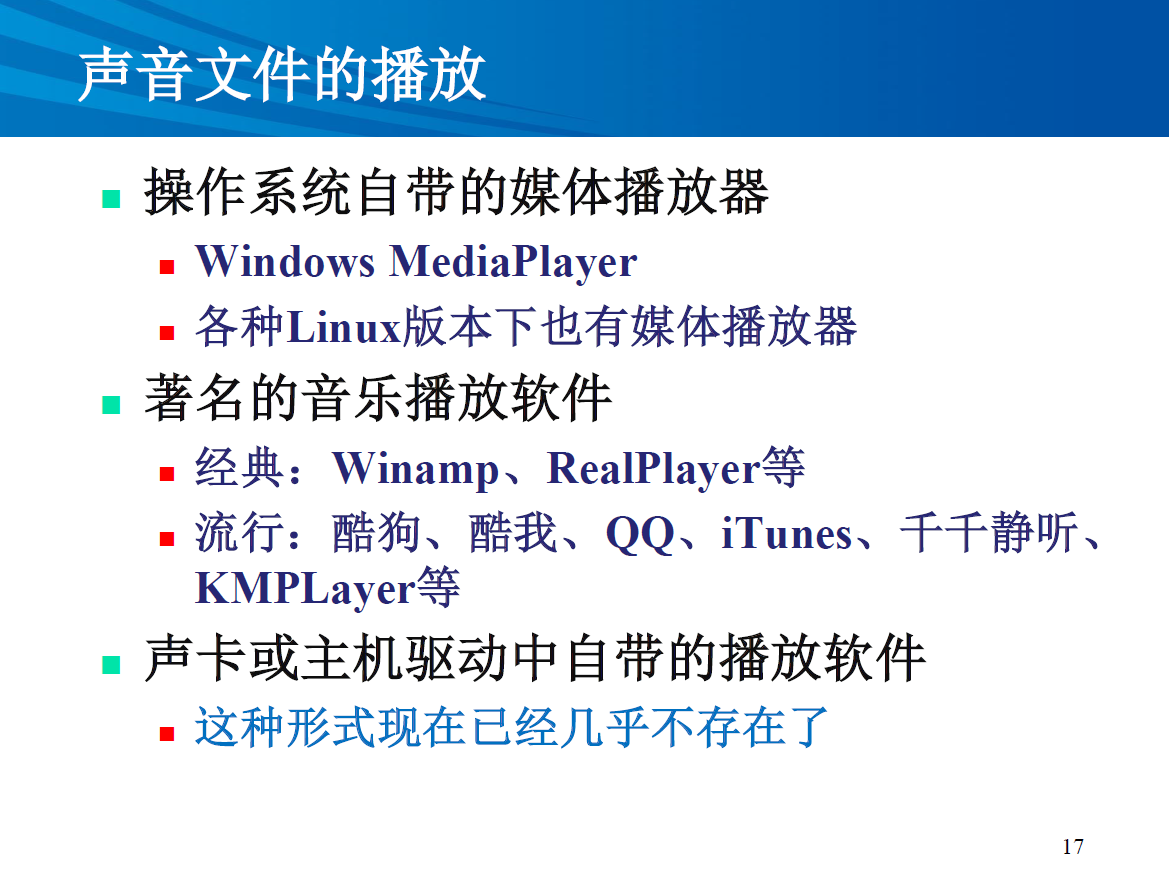 声音文件的播放
操作系统自带的媒体播放器
Windows MediaPlayer
各种Linux版本下也有媒体播放器
著名的音乐播放软件
经典：Winamp、RealPlayer等
流行：酷狗、酷我、QQ、iTunes、千千静听、
KMPLayer等
声卡或主机驱动中自带的播放软件
这种形式现在已经几乎不存在了
17